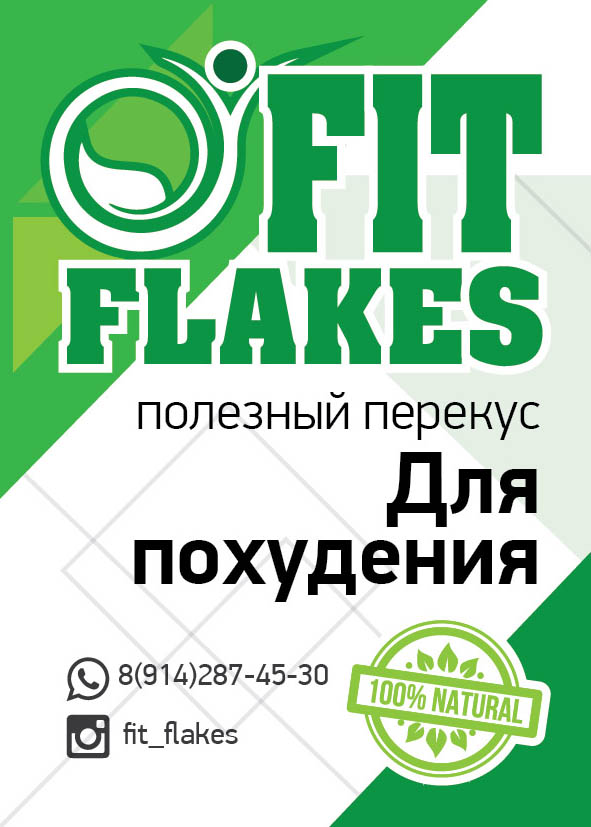 FIT
FLAKES
полезный перекус
Для
похудения
8(914)287-45-30
fit_flakes
100% NATURAL